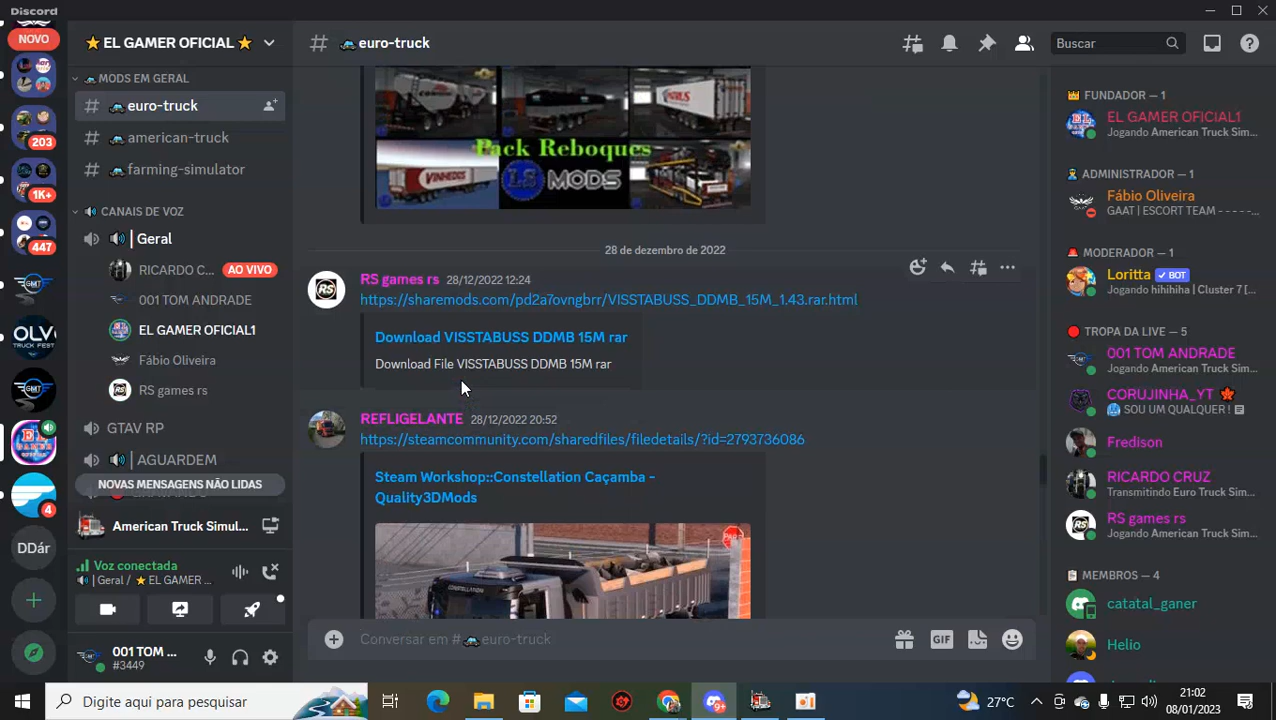 Discord
NOVO
203
1K+
447
4
DDár
⭐ EL GAMER OFICIAL ⭐
MODS EM GERAL
# euro-truck
# american-truck
# farming-simulator
CANAIS DE VOZ
| Geral
RICARDO C... AO VIVO
001 TOM ANDRADE
EL GAMER OFICIAL1
Fábio Oliveira
RS games rs
GTAV RP
| AGUARDEM
NOVAS MENSAGENS NÃO LIDAS
American Truck Simul...
Voz conectada
| Geral / ⭐ EL GAMER ...
001 TOM ...
#3449
# euro-truck
Buscar
Pack Reboques
LS MODS
VINHEDOS
28 de dezembro de 2022
RS games rs 28/12/2022 12:24
https://sharemods.com/pd2a7ovngbrr/VISSTABUSS_DDMB_15M_1.43.rar.html
Download VISSTABUSS DDMB 15M rar
Download File VISSTABUSS DDMB 15M rar
REFLIGELANTE 28/12/2022 20:52
https://steamcommunity.com/sharedfiles/filedetails/?id=2793736086
Steam Workshop::Constellation Caçamba -
Quality3DMods
CONSTELLATION
Conversar em # euro-truck
GIF
FUNDADOR — 1
EL GAMER OFICIAL1
Jogando American Truck Sim...
ADMINISTRADOR — 1
Fábio Oliveira
GAAT | ESCORT TEAM - - - - -...
MODERADOR — 1
Loritta ✓ BOT
Jogando hihihiha | Cluster 7 [...
TROPA DA LIVE — 5
001 TOM ANDRADE
Jogando American Truck Sim...
CORUJINHA_YT
SOU UM QUALQUER !
Fredison
RICARDO CRUZ
Transmitindo Euro Truck Sim...
RS games rs
Jogando American Truck Sim...
MEMBROS — 4
catatal_ganer
Helio
Digite aqui para pesquisar
9+
27°C
21:02
08/01/2023